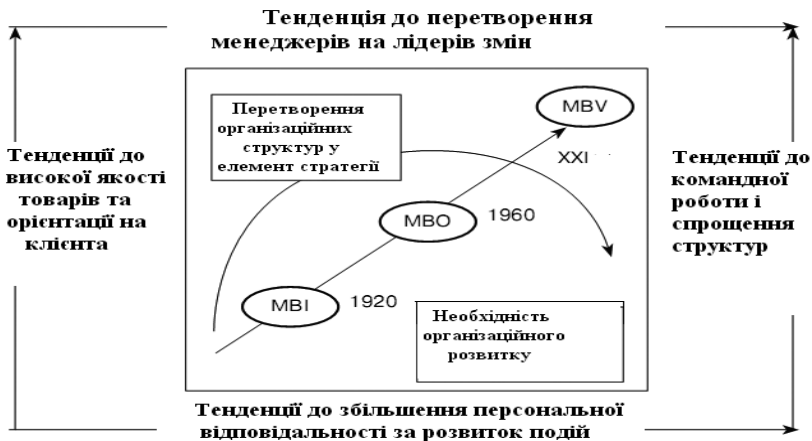 Тенденція до перетворення
менеджерів на лідерів змін
MBV
Перетворення
організаційних
структур у
елемент стратегії
XXI
Тенденції до
високої якості
товарів та
орієнтації на
клієнта
Тенденції до
командної
роботи і
спрощення
структур
MBO 1960
MBI 1920
Необхідність
організаційного
розвитку
Тенденції до збільшення персональної
відповідальності за розвиток подій